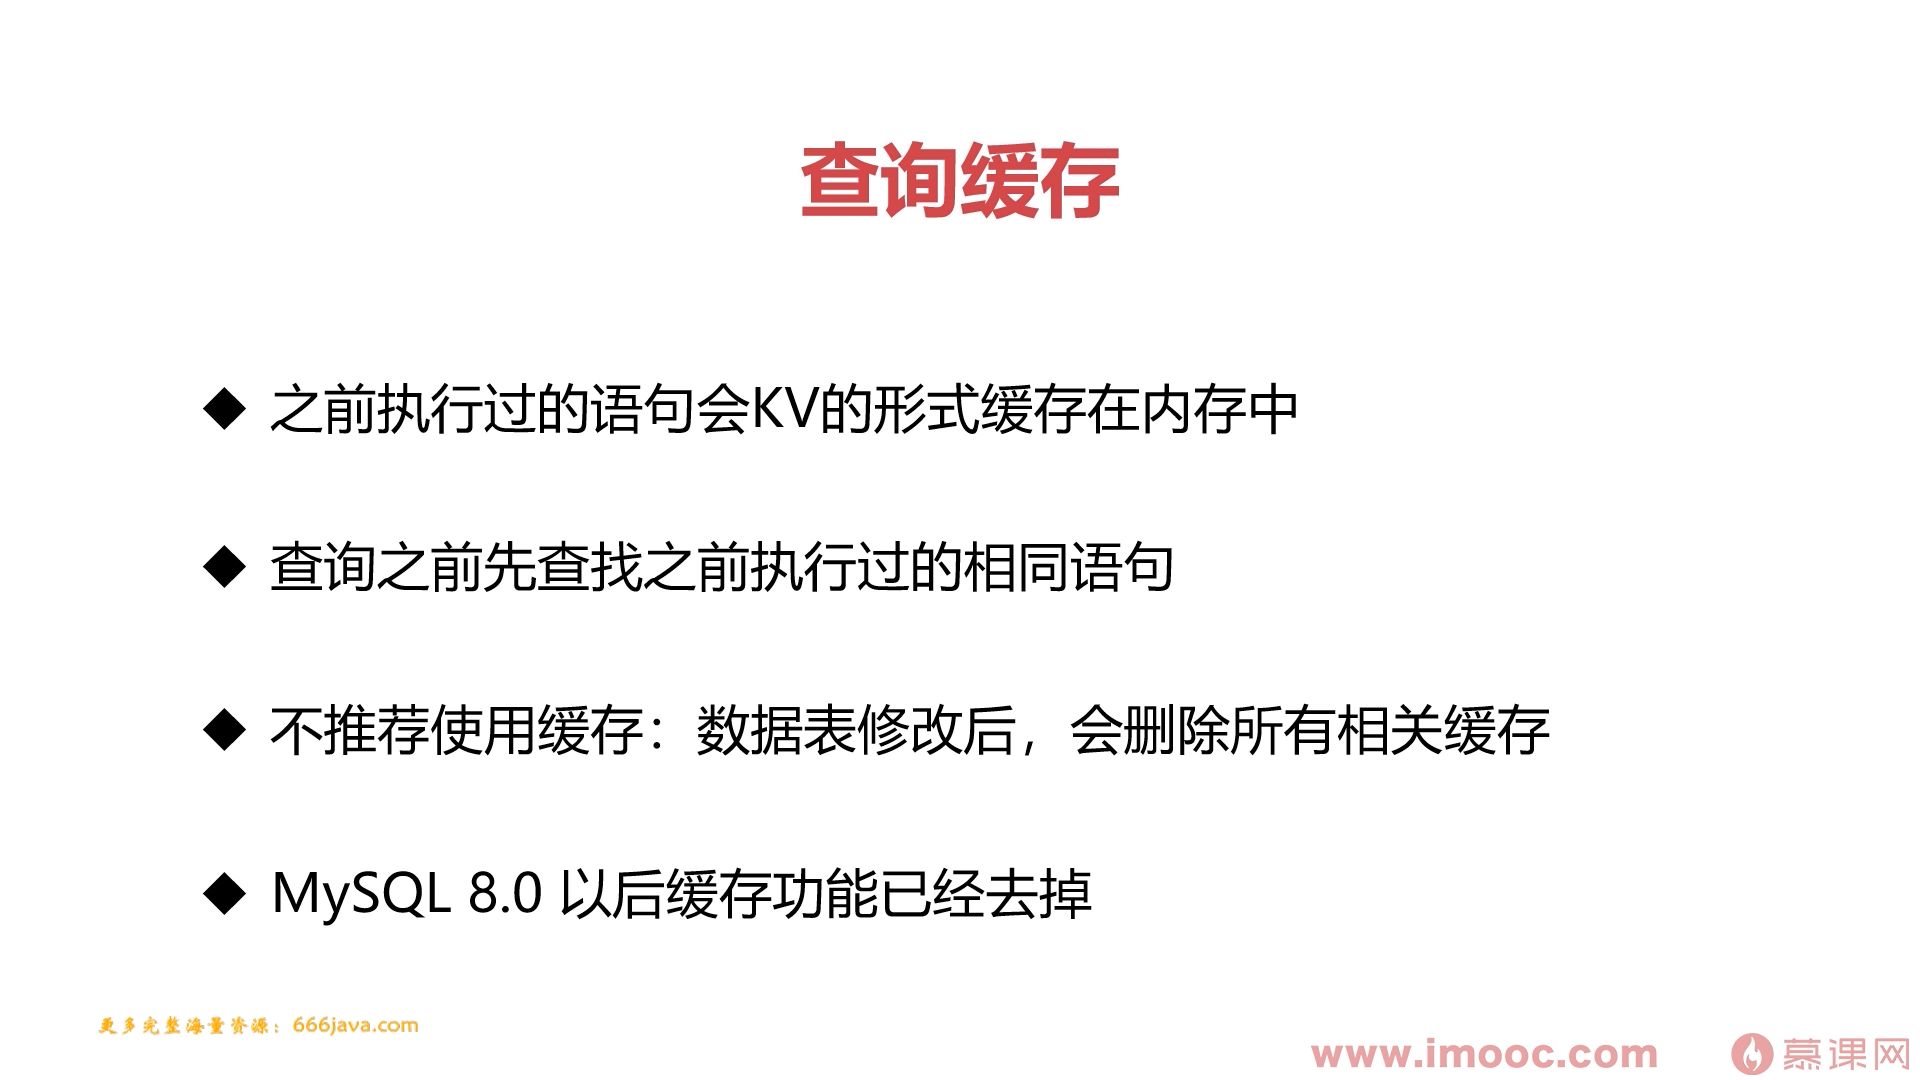 查询缓存
◆ 之前执行过的语句会KV的形式缓存在内存中
◆ 查询之前先查找之前执行过的相同语句
◆ 不推荐使用缓存：数据表修改后，会删除所有相关缓存
◆ MySQL 8.0 以后缓存功能已经去掉
更多完整海量资源：666java.com
www.imooc.com 慕课网